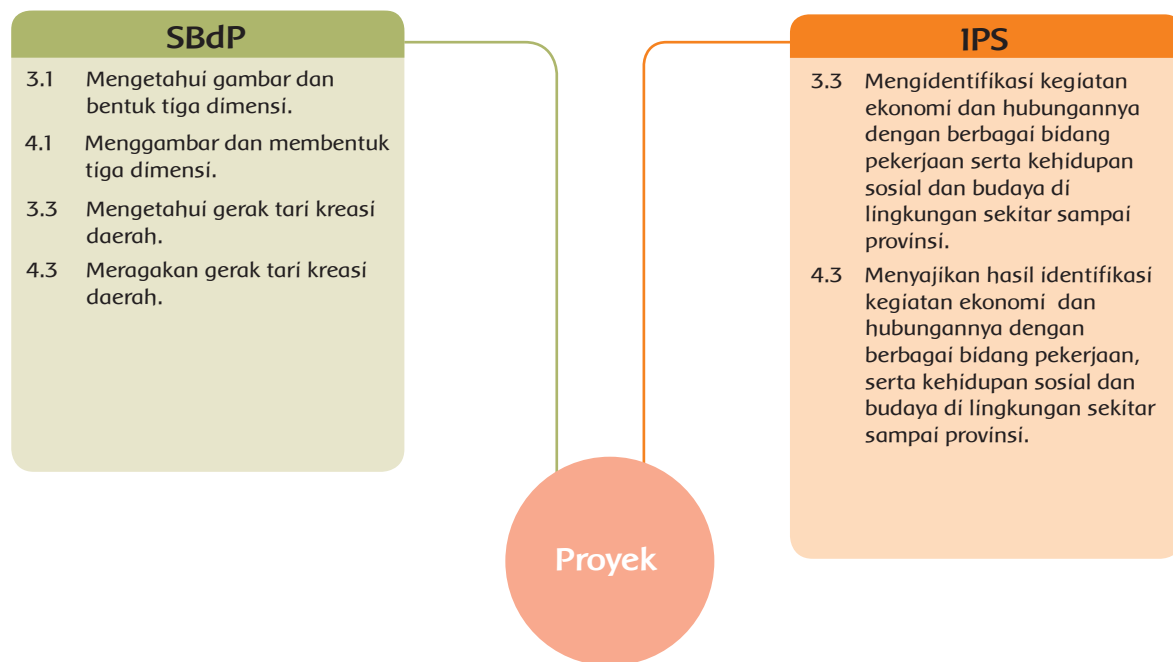 SBdP
3.1 Mengetahui gambar dan
bentuk tiga dimensi.
4.1 Menggambar dan membentuk
tiga dimensi.
3.3 Mengetahui gerak tari kreasi
daerah.
4.3 Meragakan gerak tari kreasi
daerah.
IPS
3.3 Mengidentifikasi kegiatan
ekonomi dan hubungannya
dengan berbagai bidang
pekerjaan serta kehidupan
sosial dan budaya di
lingkungan sekitar sampai
provinsi.
4.3 Menyajikan hasil identifikasi
kegiatan ekonomi dan
hubungannya dengan
berbagai bidang pekerjaan,
serta kehidupan sosial dan
budaya di lingkungan sekitar
sampai provinsi.
Proyek